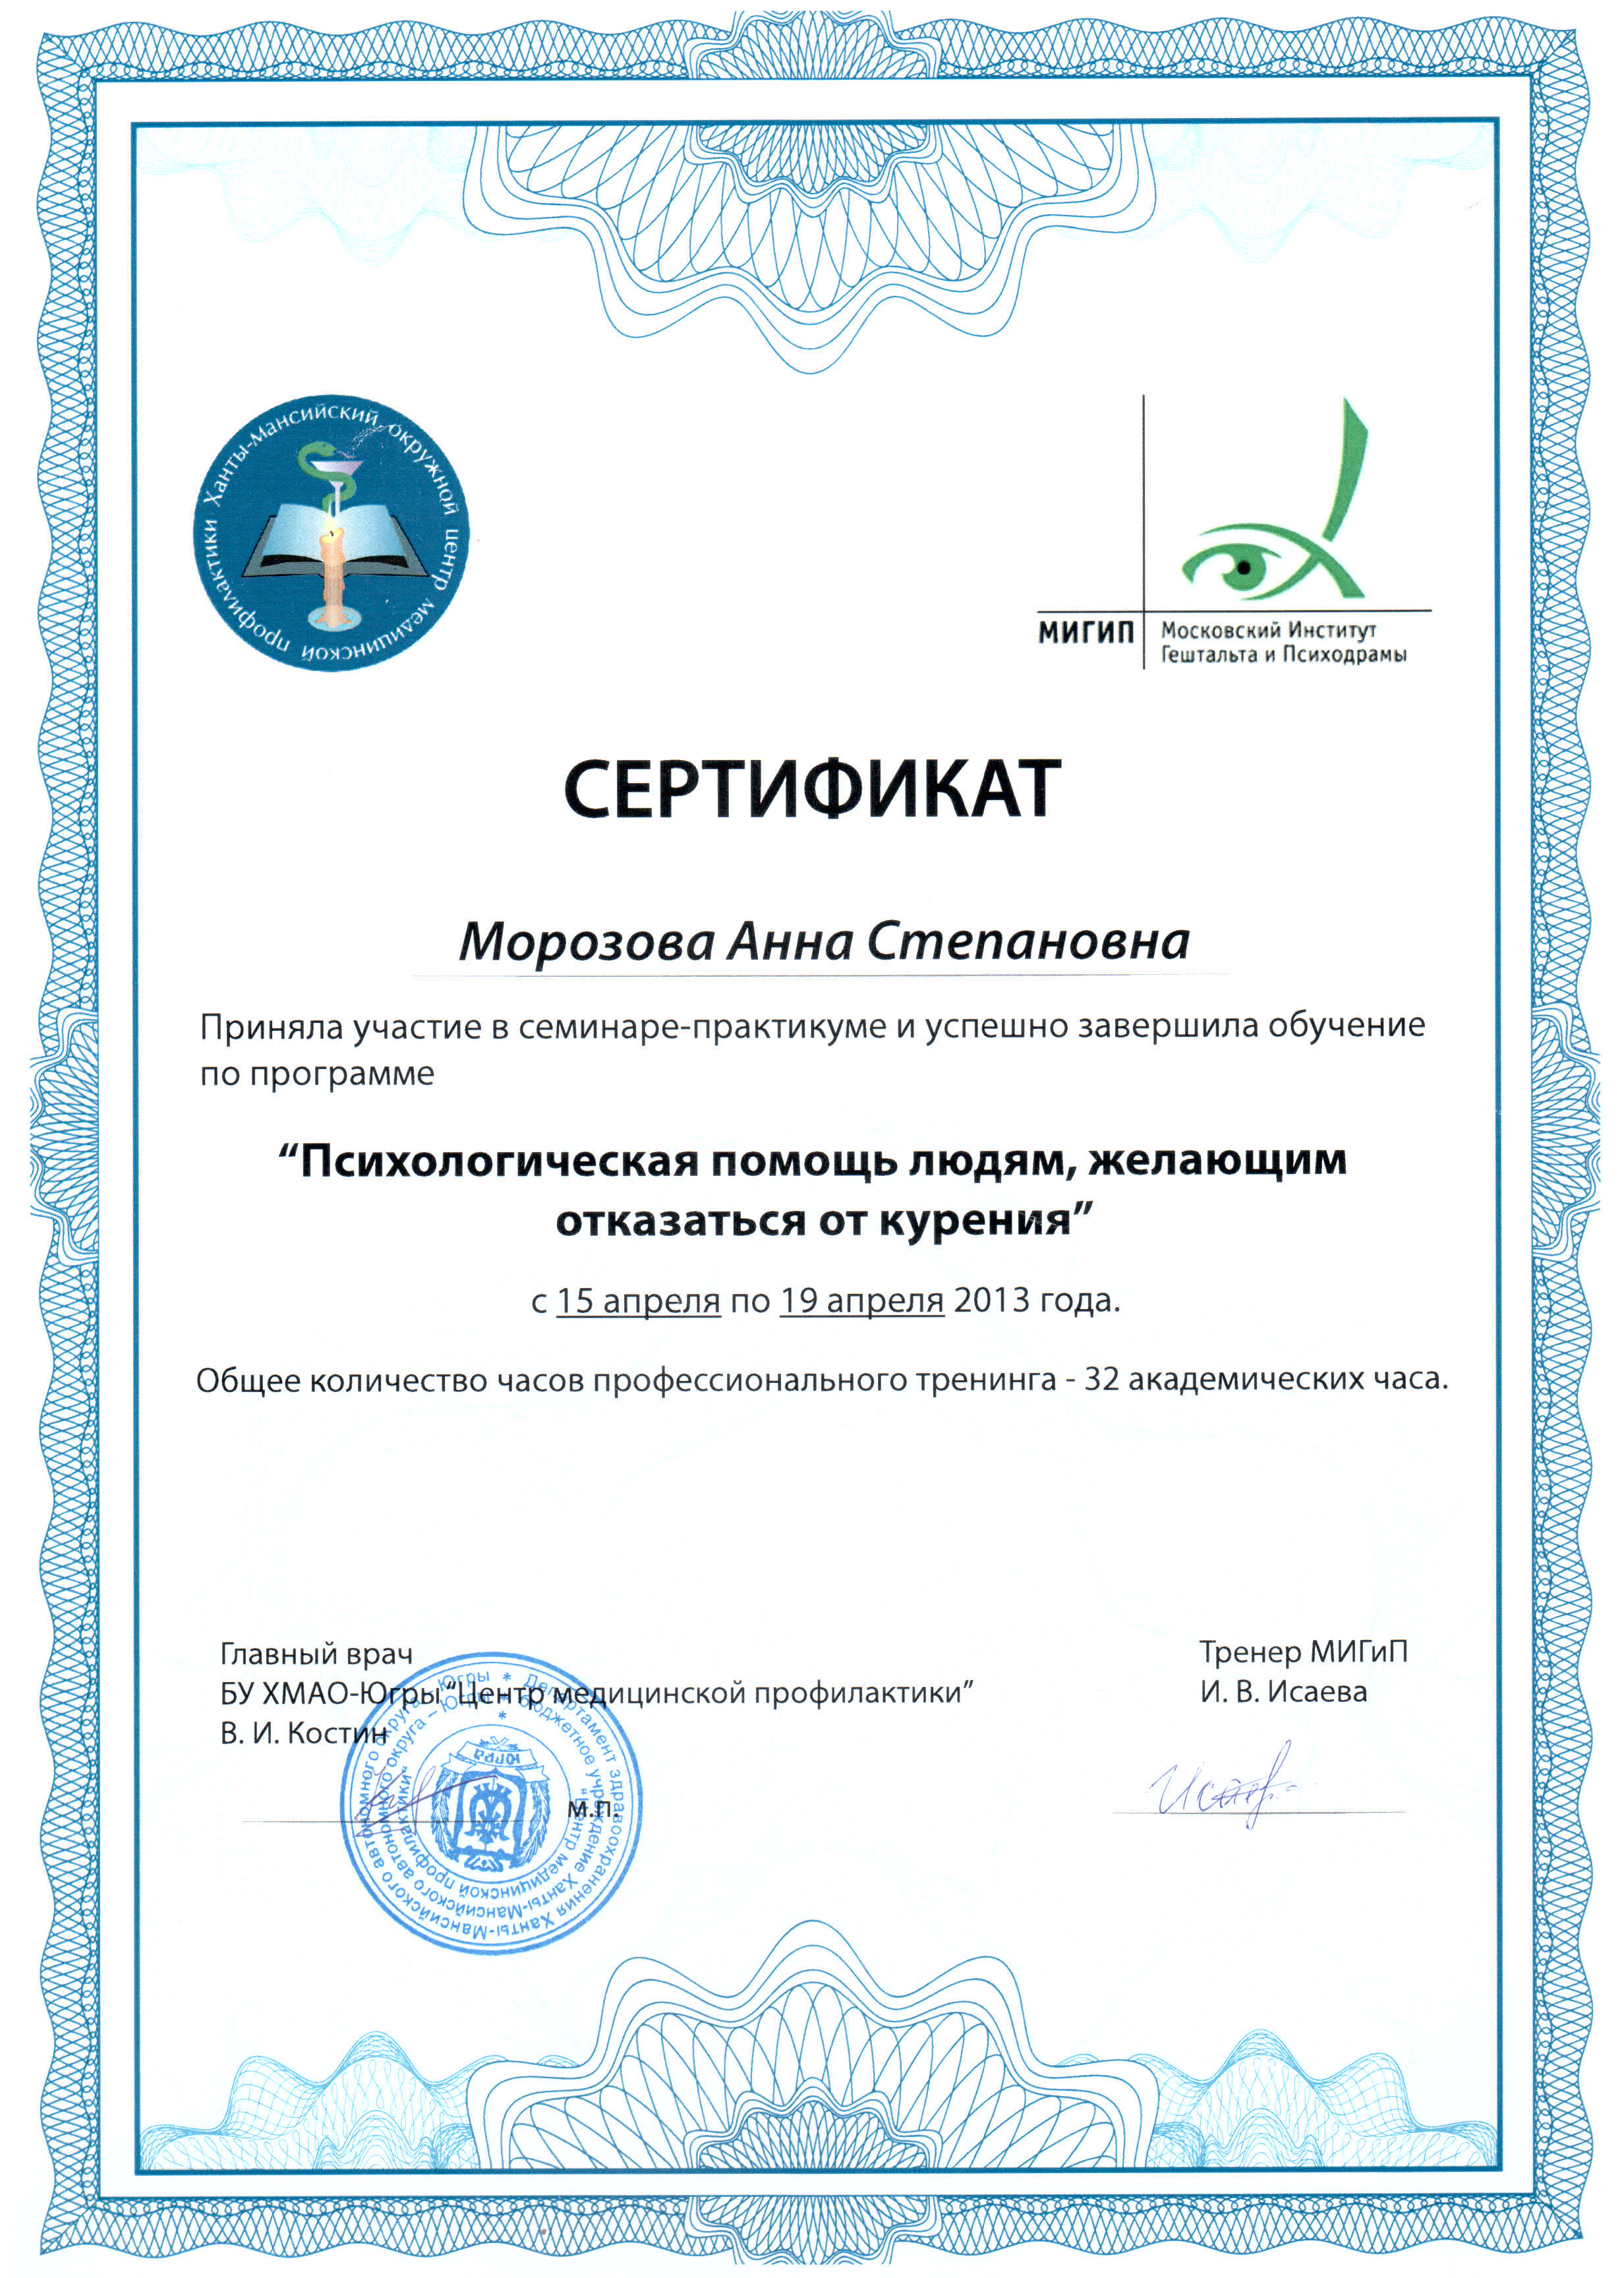 Ханты-Мансийский окружной центр медицинской профилактики
МИГИП
Московский Институт
Гештальта и Психодрамы
СЕРТИФИКАТ
Морозова Анна Степановна
Приняла участие в семинаре-практикуме и успешно завершила обучение
по программе
“Психологическая помощь людям, желающим
отказаться от курения”
с 15 апреля по 19 апреля 2013 года.
Общее количество часов профессионального тренинга - 32 академических часа.
Главный врач
БУ ХМАО-Югры “Центр медицинской профилактики”
В. И. Костин
м.п.
Тренер МИГиП
И. В. Исаева
* Департамент здравоохранения Ханты-Мансийского автономного округа – Югры
* бюджетное учреждение Ханты-Мансийского автономного округа – Югры
* "Центр медицинской профилактики"
ЮГРА